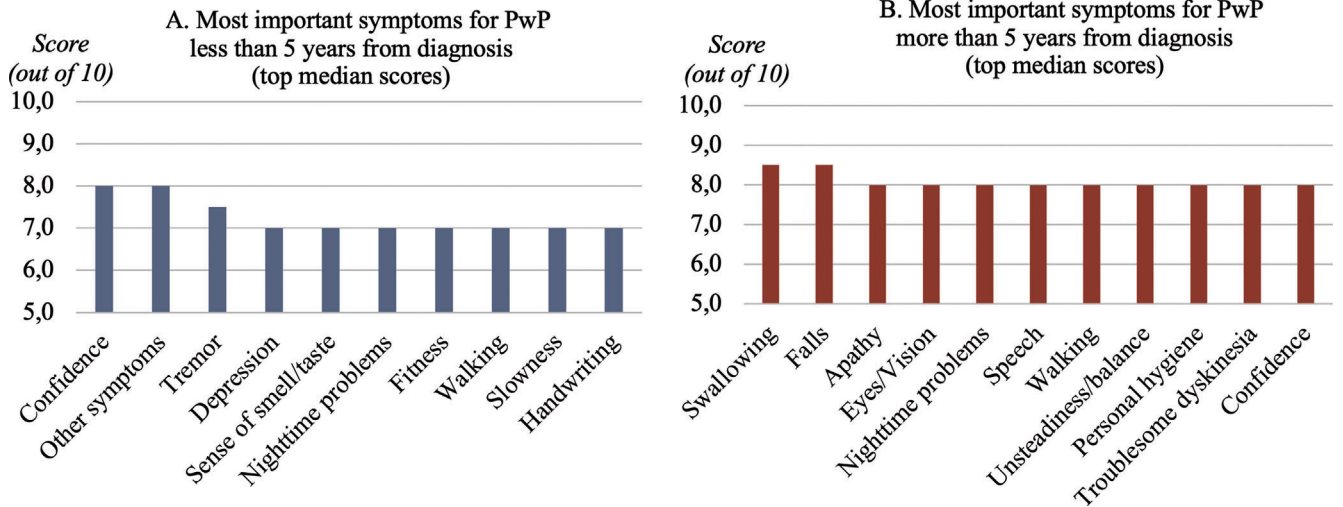 A. Most important symptoms for PwP
less than 5 years from diagnosis
(top median scores)
Score
(out of 10)
10,0
9,0
8,0
7,0
6,0
5,0
Confidence
Other symptoms
Tremor
Depression
Sense of smell/taste
Nighttime problems
Fitness
Walking
Slowness
Handwriting
B. Most important symptoms for PwP
more than 5 years from diagnosis
(top median scores)
Score
(out of 10)
10,0
9,0
8,0
7,0
6,0
5,0
Swallowing
Falls
Apathy
Eyes/Vision
Nighttime problems
Speech
Walking
Unsteadiness/balance
Personal hygiene
Troublesome dyskinesia
Confidence